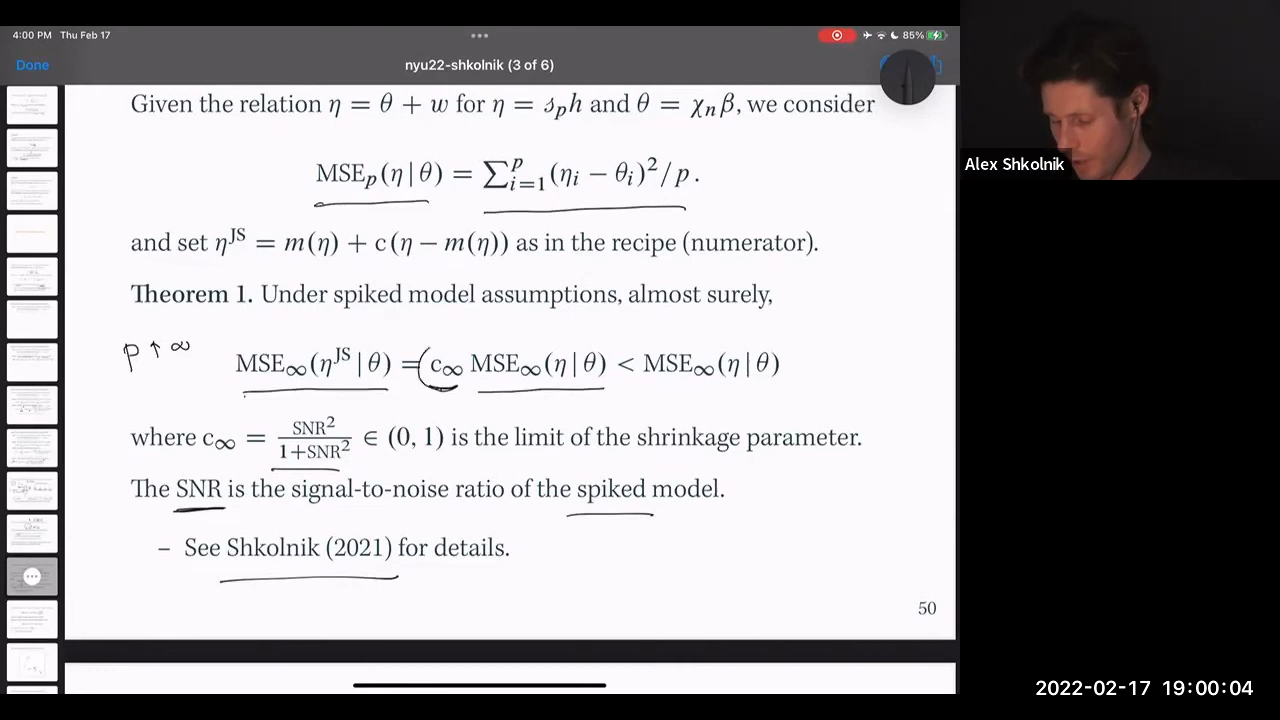 4:00 PM Thu Feb 17
85%
Done
nyu22-shkolnik (3 of 6)
Given the relation η = θ + w for η = 𝓈ₚh and θ = χₙβ, we consider
MSEₚ(η | θ) = ∑ᵢ₌₁ᵖ (ηᵢ − θᵢ)²/p .
and set ηᴶˢ = m(η) + c(η − m(η)) as in the recipe (numerator).
Theorem 1. Under spiked model assumptions, almost surely,
p ↑ ∞
MSE∞(ηᴶˢ | θ) = c∞ MSE∞(η | θ) < MSE∞(η | θ)
where c∞ = SNR²/1+SNR² ∈ (0, 1) is the limit of the shrinkage parameter.
The SNR is the signal-to-noise ratio of the spiked model.
– See Shkolnik (2021) for details.
50
Alex Shkolnik
2022-02-17 19:00:04